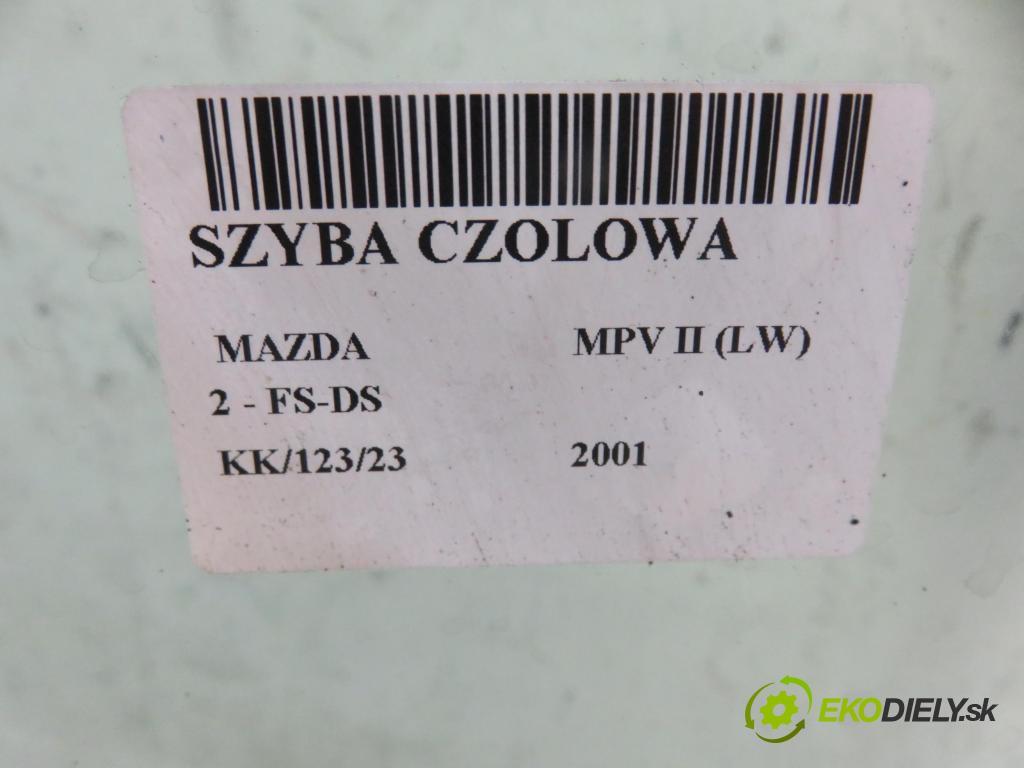 SZYBA CZOLOWA
MAZDA MPV II (LW)
2 - FS-DS
KK/123/23 2001
EKODIELY.sk